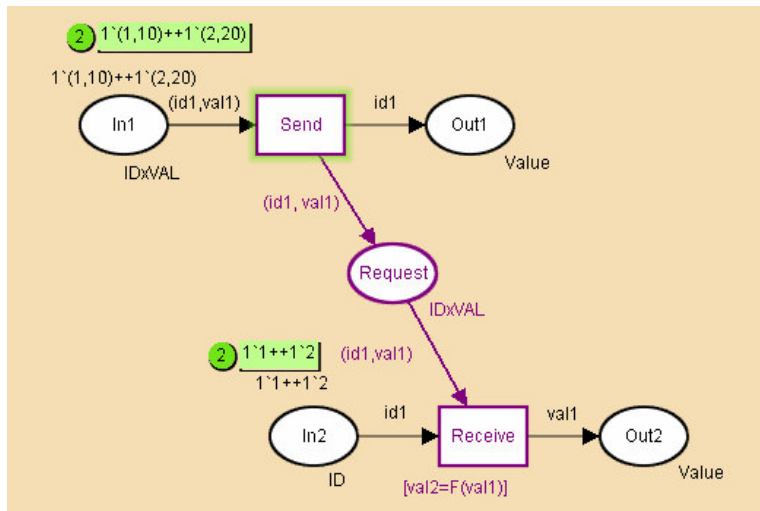 2 1`(1,10)++1`(2,20)
1`(1,10)++1`(2,20)
(id1,val1)
In1
Send
id1
Out1
IDxVAL
Value
(id1, val1)
Request
IDxVAL
2 1`1++1`2
(id1,val1)
1`1++1`2
In2
id1
Receive
val1
Out2
ID
[val2=F(val1)]
Value